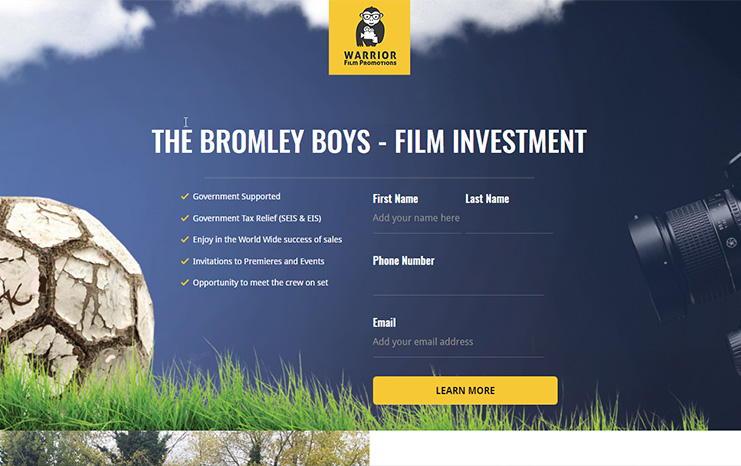 WARRIOR
FILM PROMOTIONS
THE BROMLEY BOYS - FILM INVESTMENT
Government Supported
Government Tax Relief (SEIS & EIS)
Enjoy in the World Wide success of sales
Invitations to Premieres and Events
Opportunity to meet the crew on set
First Name Last Name
Add your name here
Phone Number
Email
Add your email address
LEARN MORE